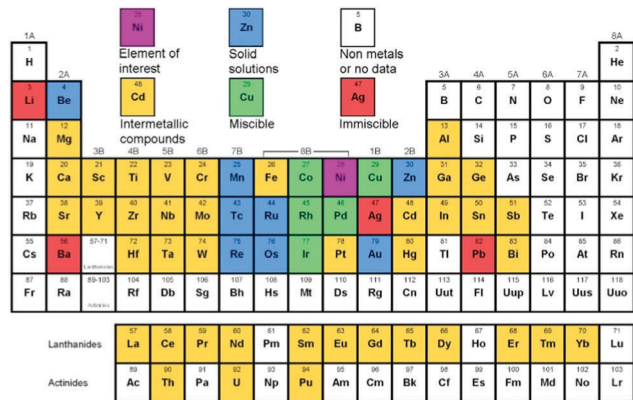 28 30 5
Ni Zn B
Element of interest Solid solutions Non metals or no data
48 29 47
Cd Cu Ag
Intermetallic compounds Miscible Immiscible
1A 8A
1 2
H He
2A 3A 4A 5A 6A 7A
3 4 5 6 7 8 9 10
Li Be B C N O F Ne
11 12 13 14 15 16 17 18
Na Mg Al Si P S Cl Ar
3B 4B 5B 6B 7B 8B 1B 2B
19 20 21 22 23 24 25 26 27 28 29 30 31 32 33 34 35 36
K Ca Sc Ti V Cr Mn Fe Co Ni Cu Zn Ga Ge As Se Br Kr
37 38 39 40 41 42 43 44 45 46 47 48 49 50 51 52 53 54
Rb Sr Y Zr Nb Mo Tc Ru Rh Pd Ag Cd In Sn Sb Te I Xe
55 56 57-71 72 73 74 75 76 77 78 79 80 81 82 83 84 85 86
Cs Ba Lanthanides Hf Ta W Re Os Ir Pt Au Hg Tl Pb Bi Po At Rn
87 88 89-103 104 105 106 107 108 109 110 111 112 113 114 115 116 117 118
Fr Ra Actinides Rf Db Sg Bh Hs Mt Ds Rg Cn Uut Fl Uup Lv Uus Uuo
57 58 59 60 61 62 63 64 65 66 67 68 69 70 71
Lanthanides La Ce Pr Nd Pm Sm Eu Gd Tb Dy Ho Er Tm Yb Lu
89 90 91 92 93 94 95 96 97 98 99 100 101 102 103
Actinides Ac Th Pa U Np Pu Am Cm Bk Cf Es Fm Md No Lr